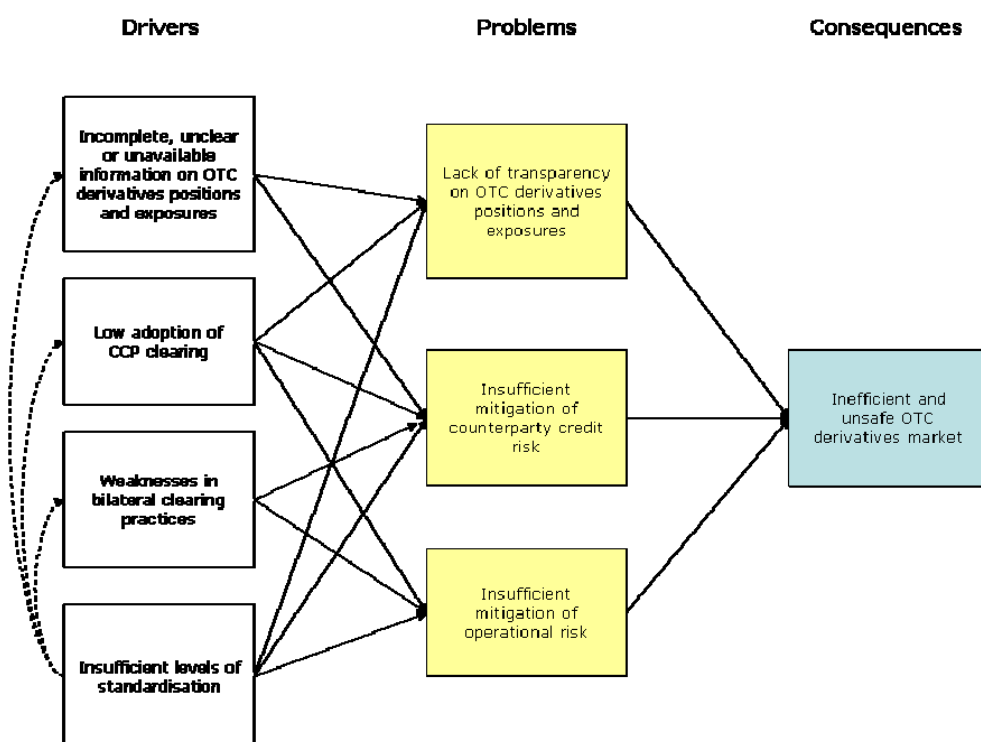 Drivers
Problems
Consequences
Incomplete, unclear
or unavailable
information on OTC
derivatives positions
and exposures
Low adoption of
CCP clearing
Weaknesses in
bilateral clearing
practices
Insufficient levels of
standardisation
Lack of transparency
on OTC derivatives
positions and
exposures
Insufficient
mitigation of
counterparty credit
risk
Insufficient
mitigation of
operational risk
Inefficient and
unsafe OTC
derivatives market